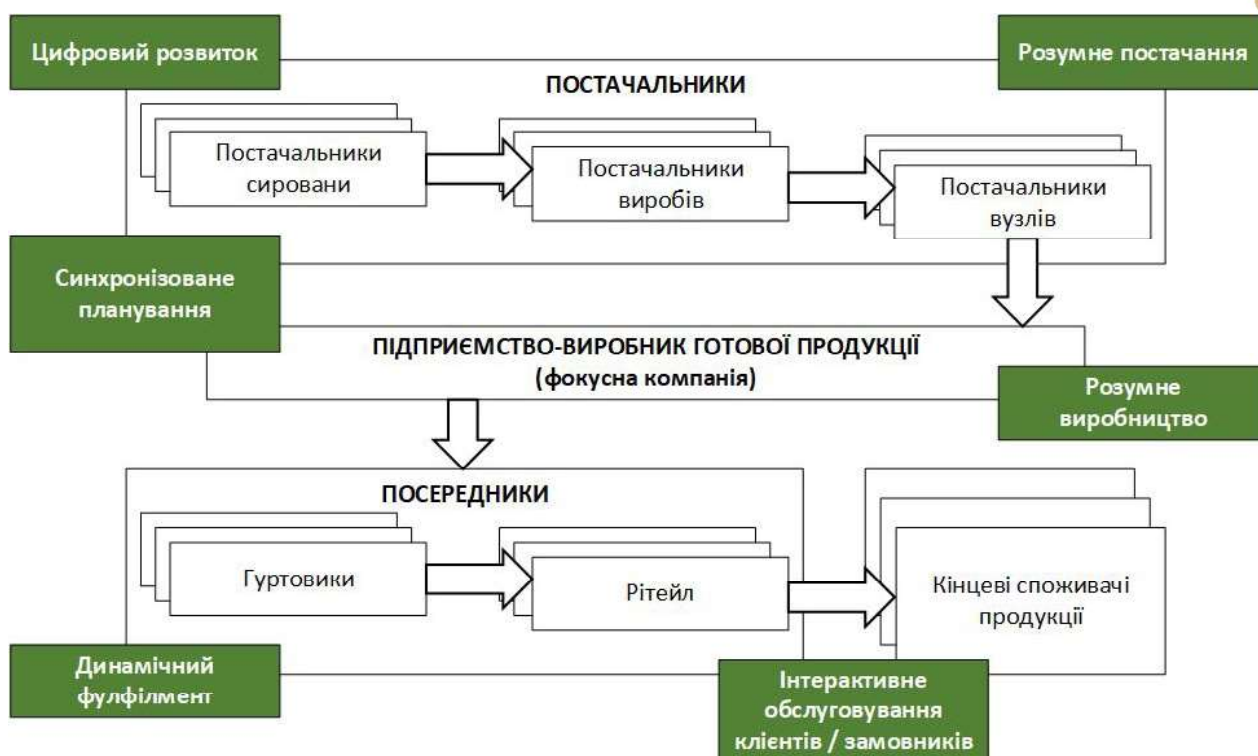 Цифровий розвиток
Розумне постачання
ПОСТАЧАЛЬНИКИ
Постачальники
сировани
Постачальники
виробів
Постачальники
вузлів
Синхронізоване
планування
ПІДПРИЄМСТВО-ВИРОБНИК ГОТОВОЇ ПРОДУКЦІЇ
(фокусна компанія)
Розумне
виробництво
ПОСЕРЕДНИКИ
Гуртовики
Рітейл
Кінцеві споживачі
продукції
Динамічний
фулфілмент
Інтерактивне
обслуговування
клієнтів / замовників